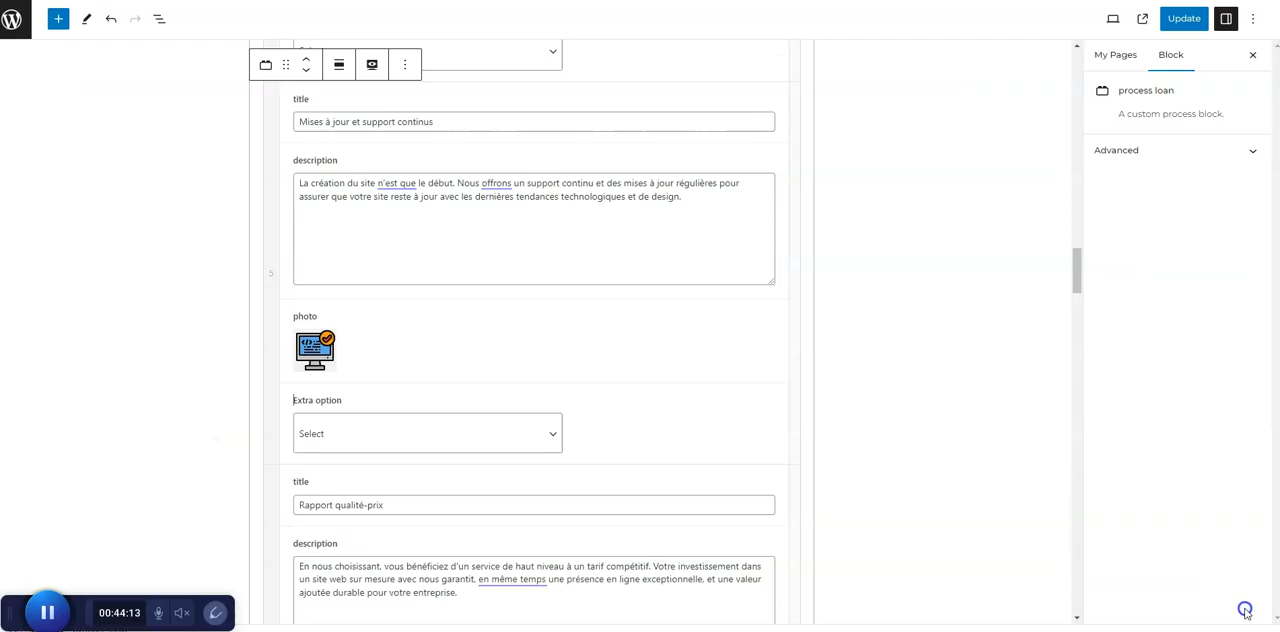 Update
My Pages
Block
process loan
A custom process block.
Advanced
title
Mises à jour et support continus
description
La création du site n'est que le début. Nous offrons un support continu et des mises à jour régulières pour
assurer que votre site reste à jour avec les dernières tendances technologiques et de design.
5
photo
Extra option
Select
title
Rapport qualité-prix
description
En nous choisissant, vous bénéficiez d'un service de haut niveau à un tarif compétitif. Votre investissement dans
un site web sur mesure avec nous garantit, en même temps une présence en ligne exceptionnelle, et une valeur
ajoutée durable pour votre entreprise.
00:44:13